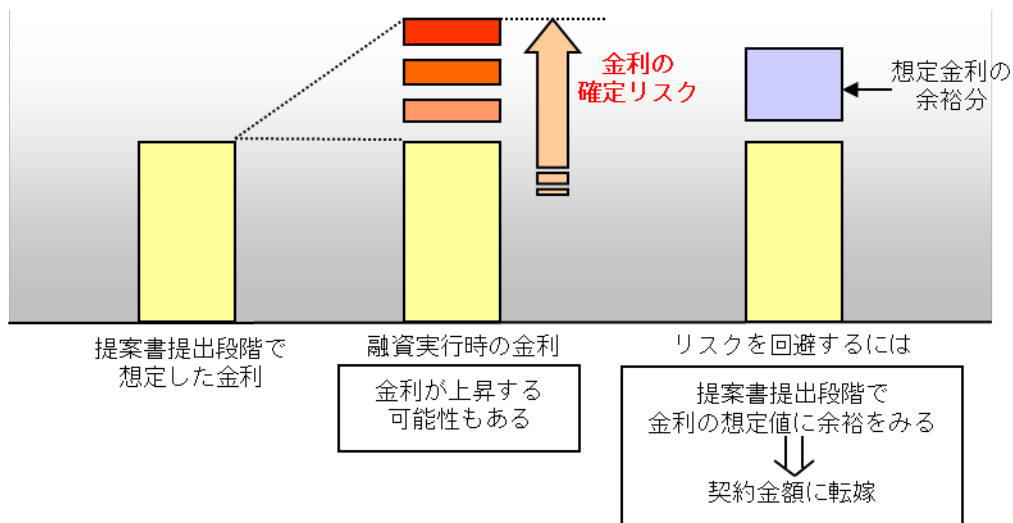 金利の
確定リスク
想定金利の
余裕分
提案書提出段階で
想定した金利
融資実行時の金利
金利が上昇する
可能性もある
リスクを回避するには
提案書提出段階で
金利の想定値に余裕をみる
契約金額に転嫁